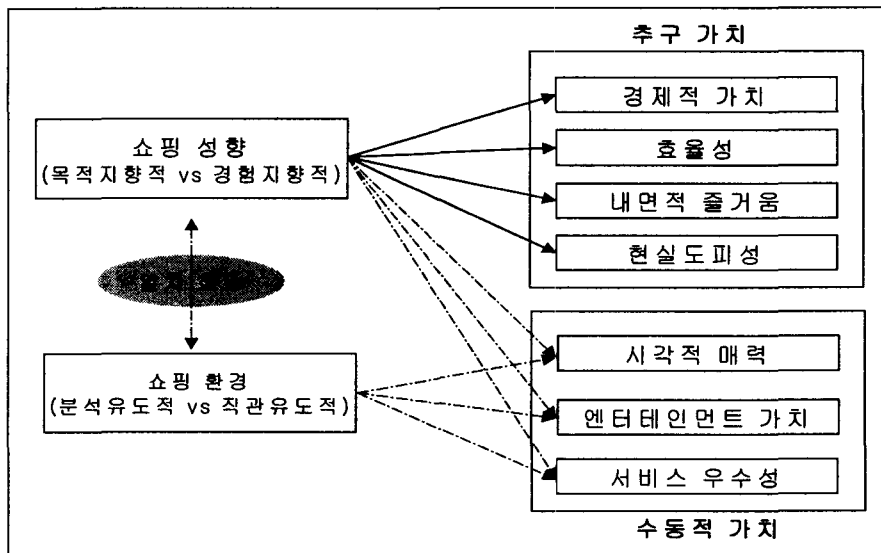 추구 가치
경제적 가치
쇼핑 성향
(목적지향적 vs 경험지향적)
효율성
내면적 즐거움
현실도피성
시각적 매력
쇼핑 환경
(분석유도적 vs 직관유도적)
엔터테인먼트 가치
서비스 우수성
수동적 가치